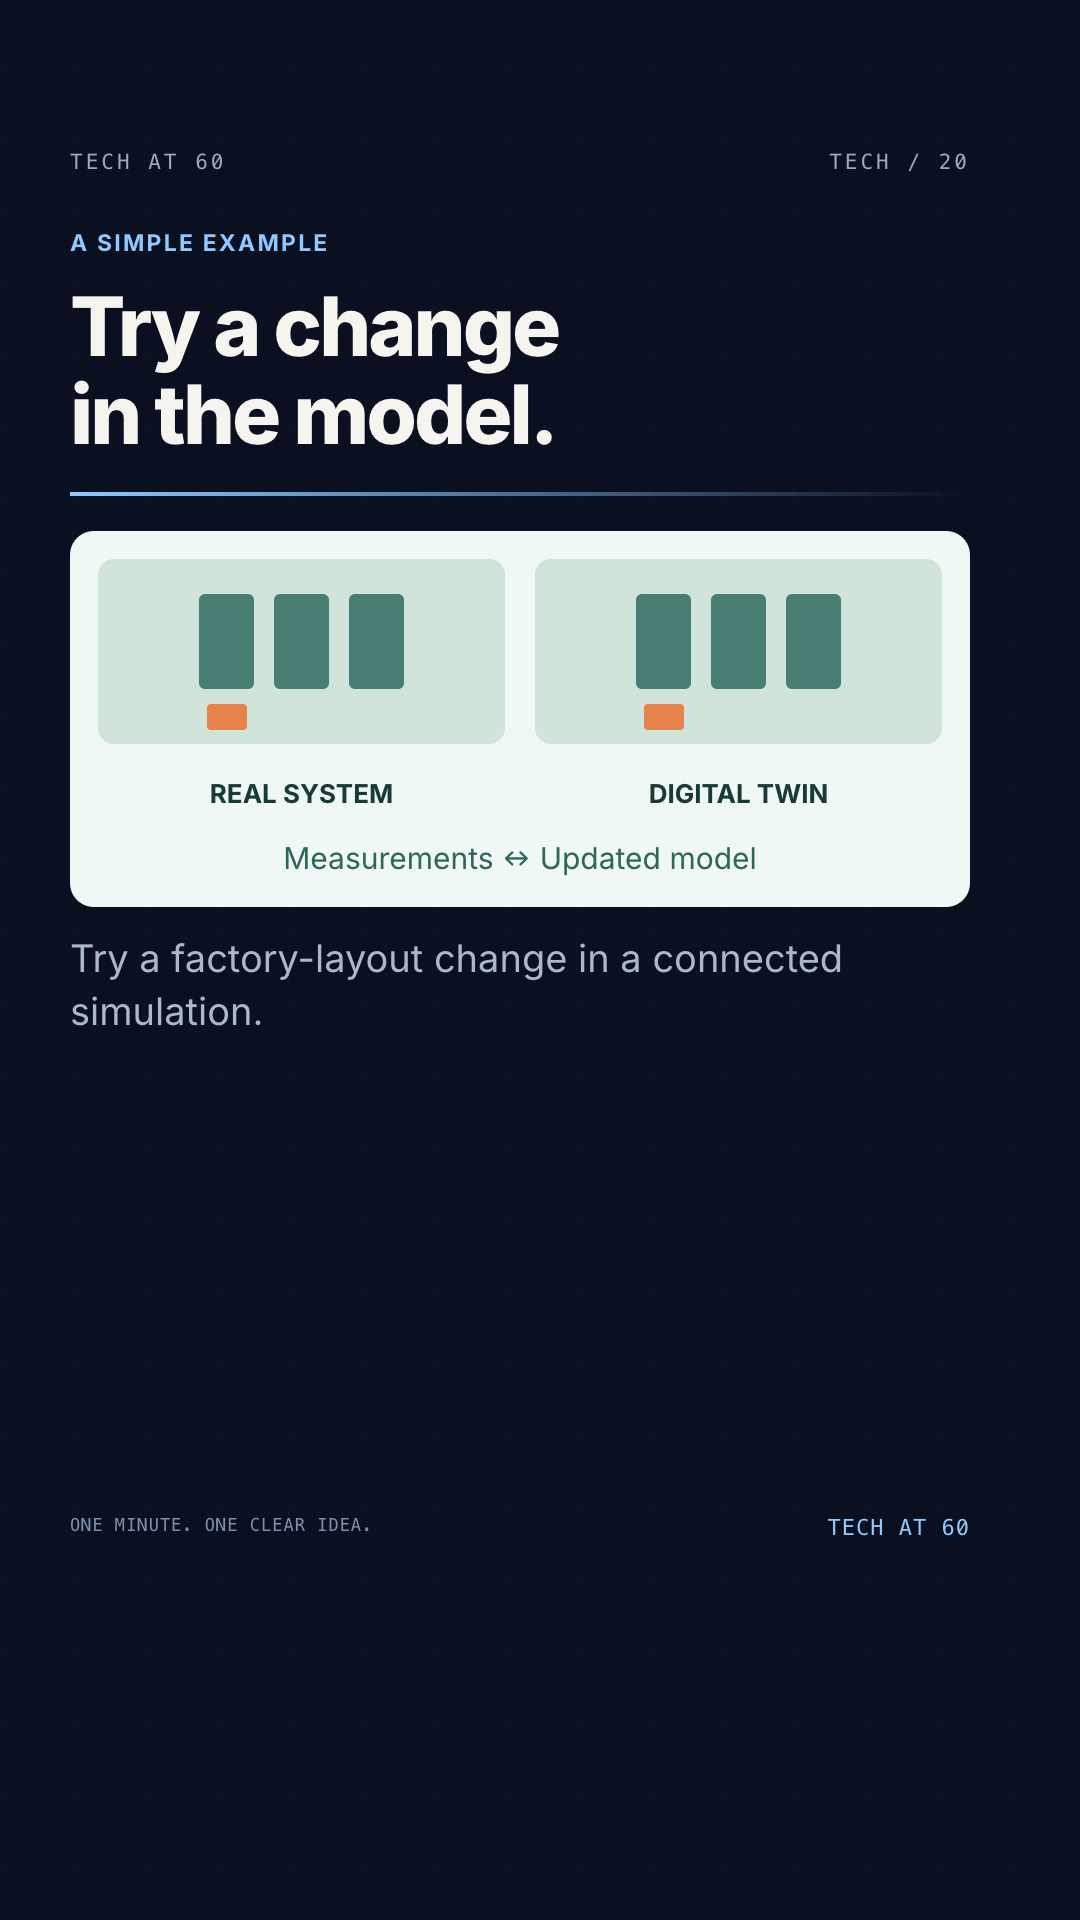 TECH AT 60
TECH / 20
A SIMPLE EXAMPLE
Try a change
in the model.
REAL SYSTEM
DIGITAL TWIN
Measurements ↔ Updated model
Try a factory-layout change in a connected
simulation.
ONE MINUTE. ONE CLEAR IDEA.
TECH AT 60